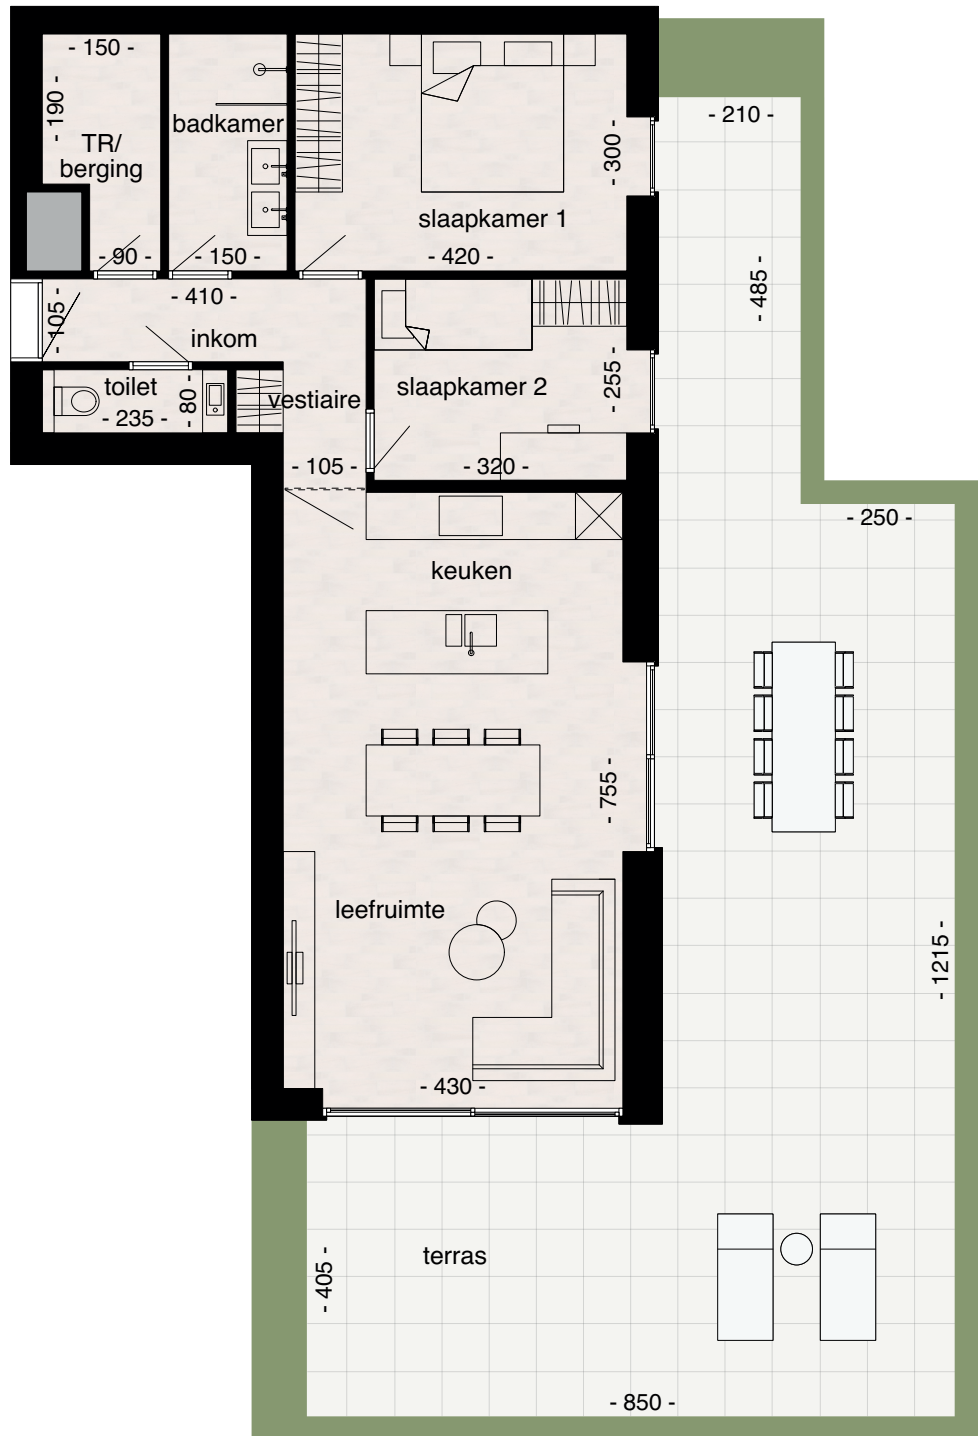 - 150 -
- 190 -
TR/
berging
- 90 -
badkamer
- 150 -
slaapkamer 1
- 300 -
- 420 -
- 210 -
- 485 -
- 105 -
- 410 -
inkom
toilet
- 235 -
- 80 -
vestiaire
- 105 -
slaapkamer 2
- 255 -
- 320 -
- 250 -
keuken
- 755 -
leefruimte
- 430 -
- 1215 -
terras
- 405 -
- 850 -